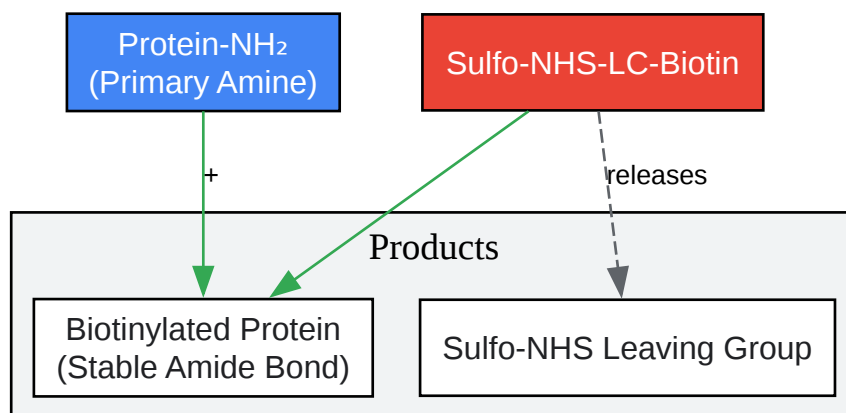 Protein-NH₂
(Primary Amine)
Sulfo-NHS-LC-Biotin
+
releases
Products
Biotinylated Protein
(Stable Amide Bond)
Sulfo-NHS Leaving Group